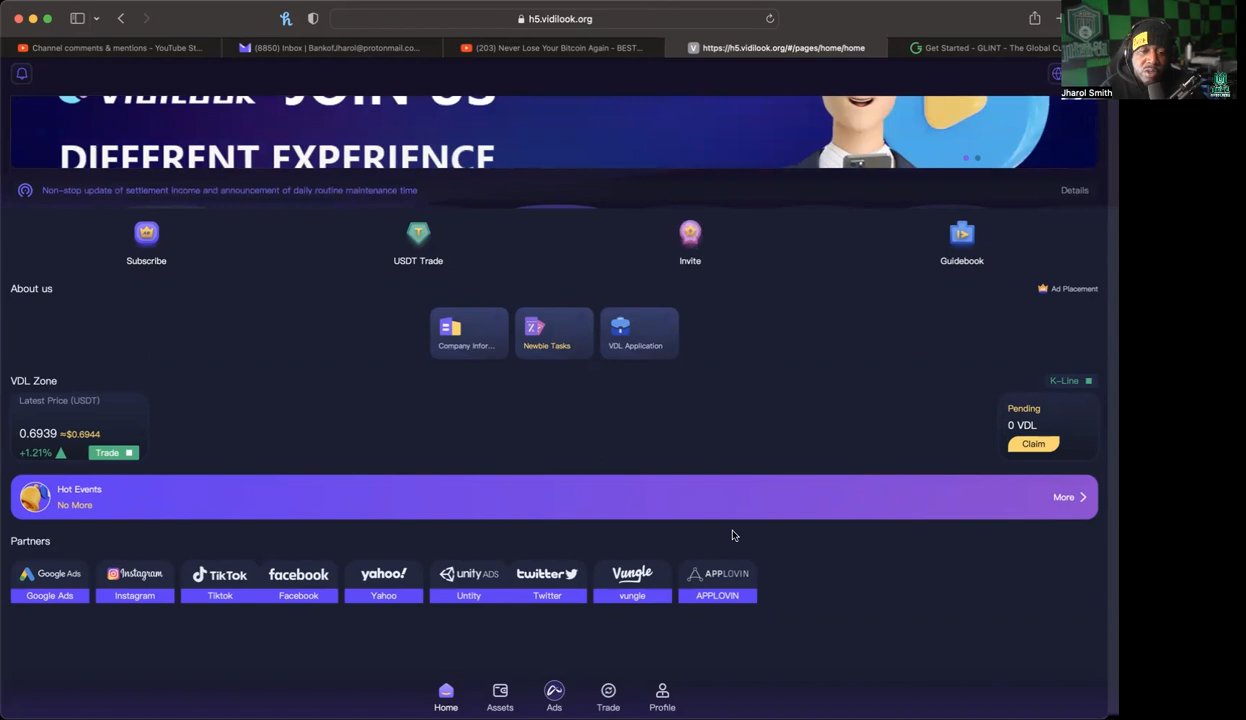 h5.vidilook.org
Channel comments & mentions - YouTube St...
(8850) Inbox | BankofJharol@protonmail.co...
(203) Never Lose Your Bitcoin Again - BEST...
V https://h5.vidilook.org/#/pages/home/home
G Get Started - GLINT - The Global Cu
Jharol Smith
Vidilook JOIN US
DIFFERENT EXPERIENCE
Non-stop update of settlement income and announcement of daily routine maintenance time
Details
Subscribe
USDT Trade
Invite
Guidebook
About us
Ad Placement
Company Infor...
Newbie Tasks
VDL Application
VDL Zone
K-Line
Latest Price (USDT)
0.6939 ≈$0.6944
+1.21%
Trade
Pending
0 VDL
Claim
Hot Events
No More
More
Partners
Google Ads
Instagram
TikTok
facebook
yahoo!
unity ADS
twitter
Vungle
APPLOVIN
Google Ads
Instagram
Tiktok
Facebook
Yahoo
Untity
Twitter
vungle
APPLOVIN
Home
Assets
Ads
Trade
Profile